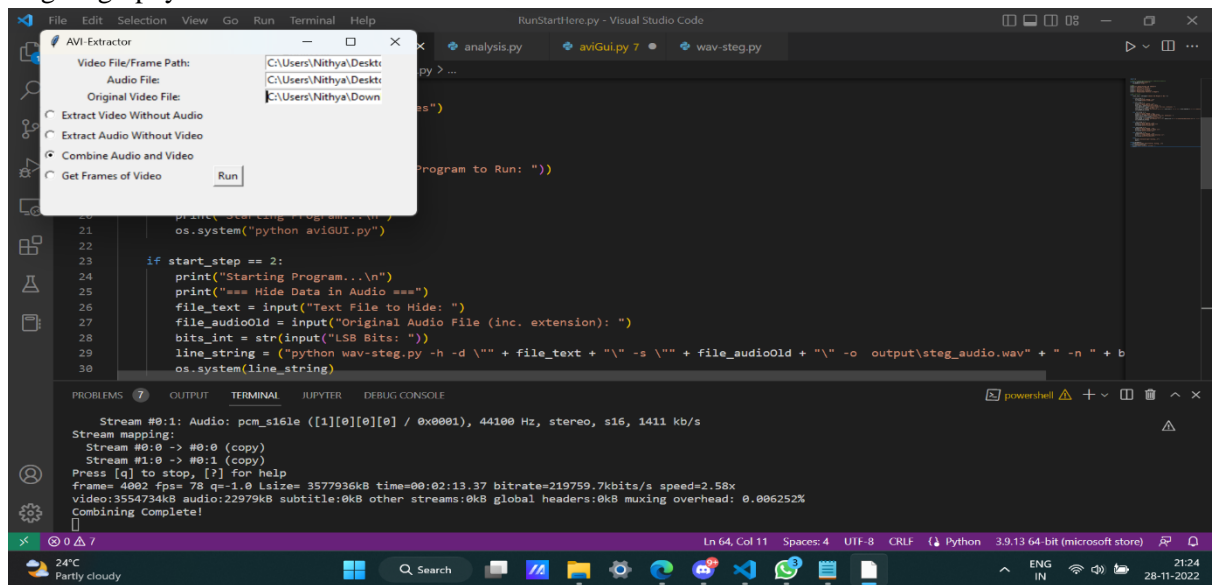 File Edit Selection View Go Run Terminal Help
RunStartHere.py - Visual Studio Code
AVI-Extractor
Video File/Frame Path: C:\Users\Nithya\Deskto
Audio File: C:\Users\Nithya\Deskto
Original Video File: C:\Users\Nithya\Down
Extract Video Without Audio
Extract Audio Without Video
Combine Audio and Video
Get Frames of Video
Run
analysis.py
aviGui.py 7
wav-steg.py
.py > ...
es")
Program to Run: "))
20 print("Starting Program...\n")
21 os.system("python aviGUI.py")
22
23 if start_step == 2:
24 print("Starting Program...\n")
25 print("=== Hide Data in Audio ===")
26 file_text = input("Text File to Hide: ")
27 file_audioOld = input("Original Audio File (inc. extension): ")
28 bits_int = str(input("LSB Bits: "))
29 line_string = ("python wav-steg.py -h -d \"" + file_text + "\" -s \"" + file_audioOld + "\" -o output\steg_audio.wav" + " -n " + b
30 os.system(line_string)
PROBLEMS 7 OUTPUT TERMINAL JUPYTER DEBUG CONSOLE
powershell
Stream #0:1: Audio: pcm_s16le ([1][0][0][0] / 0x0001), 44100 Hz, stereo, s16, 1411 kb/s
Stream mapping:
Stream #0:0 -> #0:0 (copy)
Stream #1:0 -> #0:1 (copy)
Press [q] to stop, [?] for help
frame= 4002 fps= 78 q=-1.0 Lsize= 3577936kB time=00:02:13.37 bitrate=219759.7kbits/s speed=2.58x
video:3554734kB audio:22979kB subtitle:0kB other streams:0kB global headers:0kB muxing overhead: 0.006252%
Combining Complete!
0 7
Ln 64, Col 11 Spaces: 4 UTF-8 CRLF Python 3.9.13 64-bit (microsoft store)
24°C
Partly cloudy
Search
ENG
IN
21:24
28-11-2022